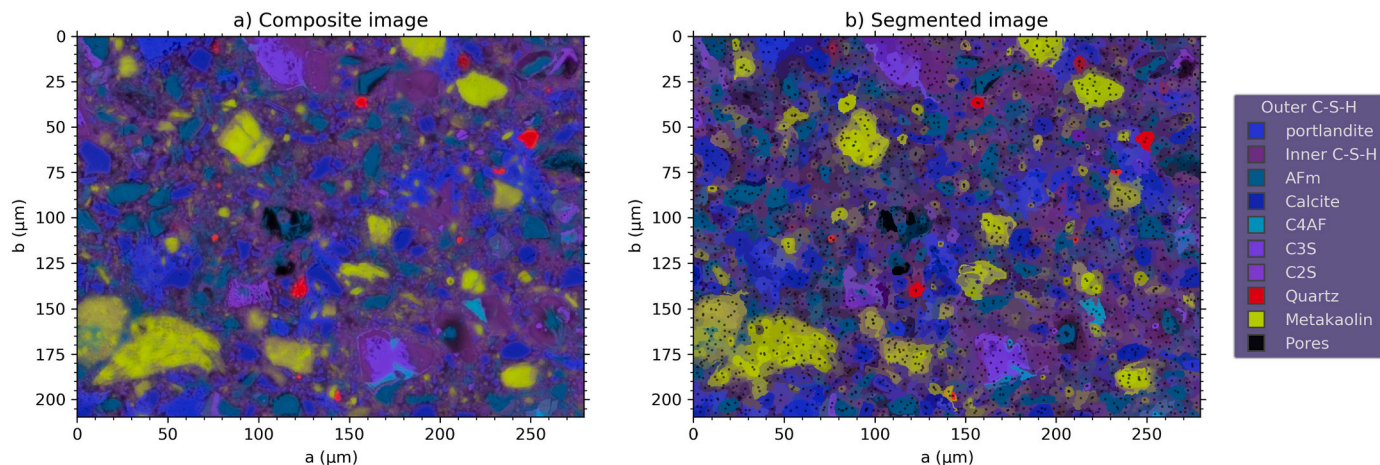 a) Composite image
b) Segmented image
0
25
50
75
100
125
150
175
200
b (µm)
0
50
100
150
200
250
a (µm)
0
25
50
75
100
125
150
175
200
b (µm)
0
50
100
150
200
250
a (µm)
Outer C-S-H
portlandite
Inner C-S-H
AFm
Calcite
C4AF
C3S
C2S
Quartz
Metakaolin
Pores